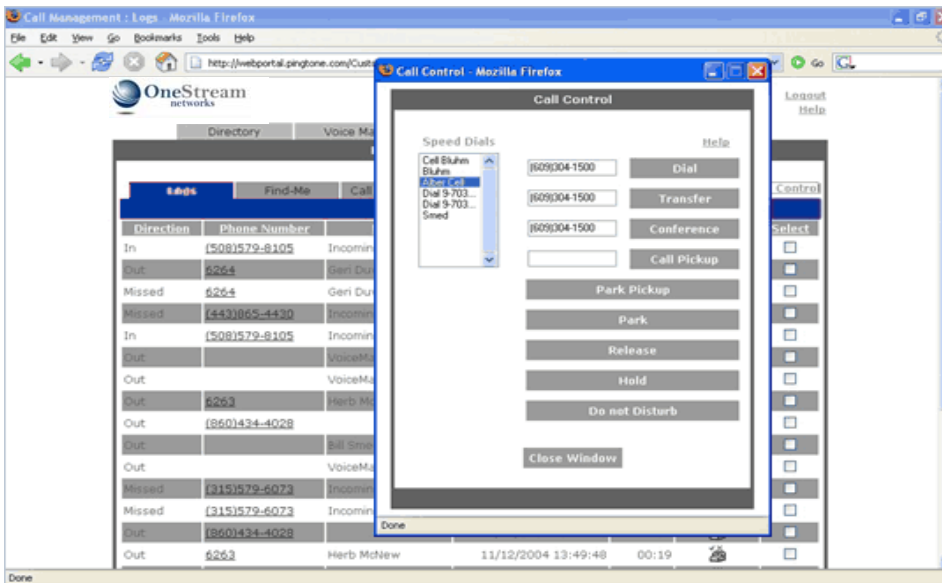 Call Management : Logs - Mozilla Firefox
File Edit View Go Bookmarks Tools Help
http://webportal.pingtone.com/Cust
Go
G
OneStream
networks
Logout
Help
Directory Voice Ma
Logs Find-Me Call
Control
Direction Phone Number Select
In (508)579-8105 Incomin
Out 6264 Geri Du
Missed 6264 Geri Du
Missed (443)865-4430 Incomin
In (508)579-8105 Incomin
Out VoiceMa
Out VoiceMa
Out 6263 Herb Mc
Out (860)434-4028
Out Bill Sme
Out VoiceMa
Missed (315)579-6073 Incomin
Missed (315)579-6073 Incomin
Out (860)434-4028
Out 6263 Herb McNew 11/12/2004 13:49:48 00:19
Done
Call Control - Mozilla Firefox
Call Control
Speed Dials
Help
Cell Bluhm
Bluhm
Alber Cell
Dial 9-703...
Dial 9-703...
Smed
(609)304-1500 Dial
(609)304-1500 Transfer
(609)304-1500 Conference
Call Pickup
Park Pickup
Park
Release
Hold
Do not Disturb
Close Window
Done